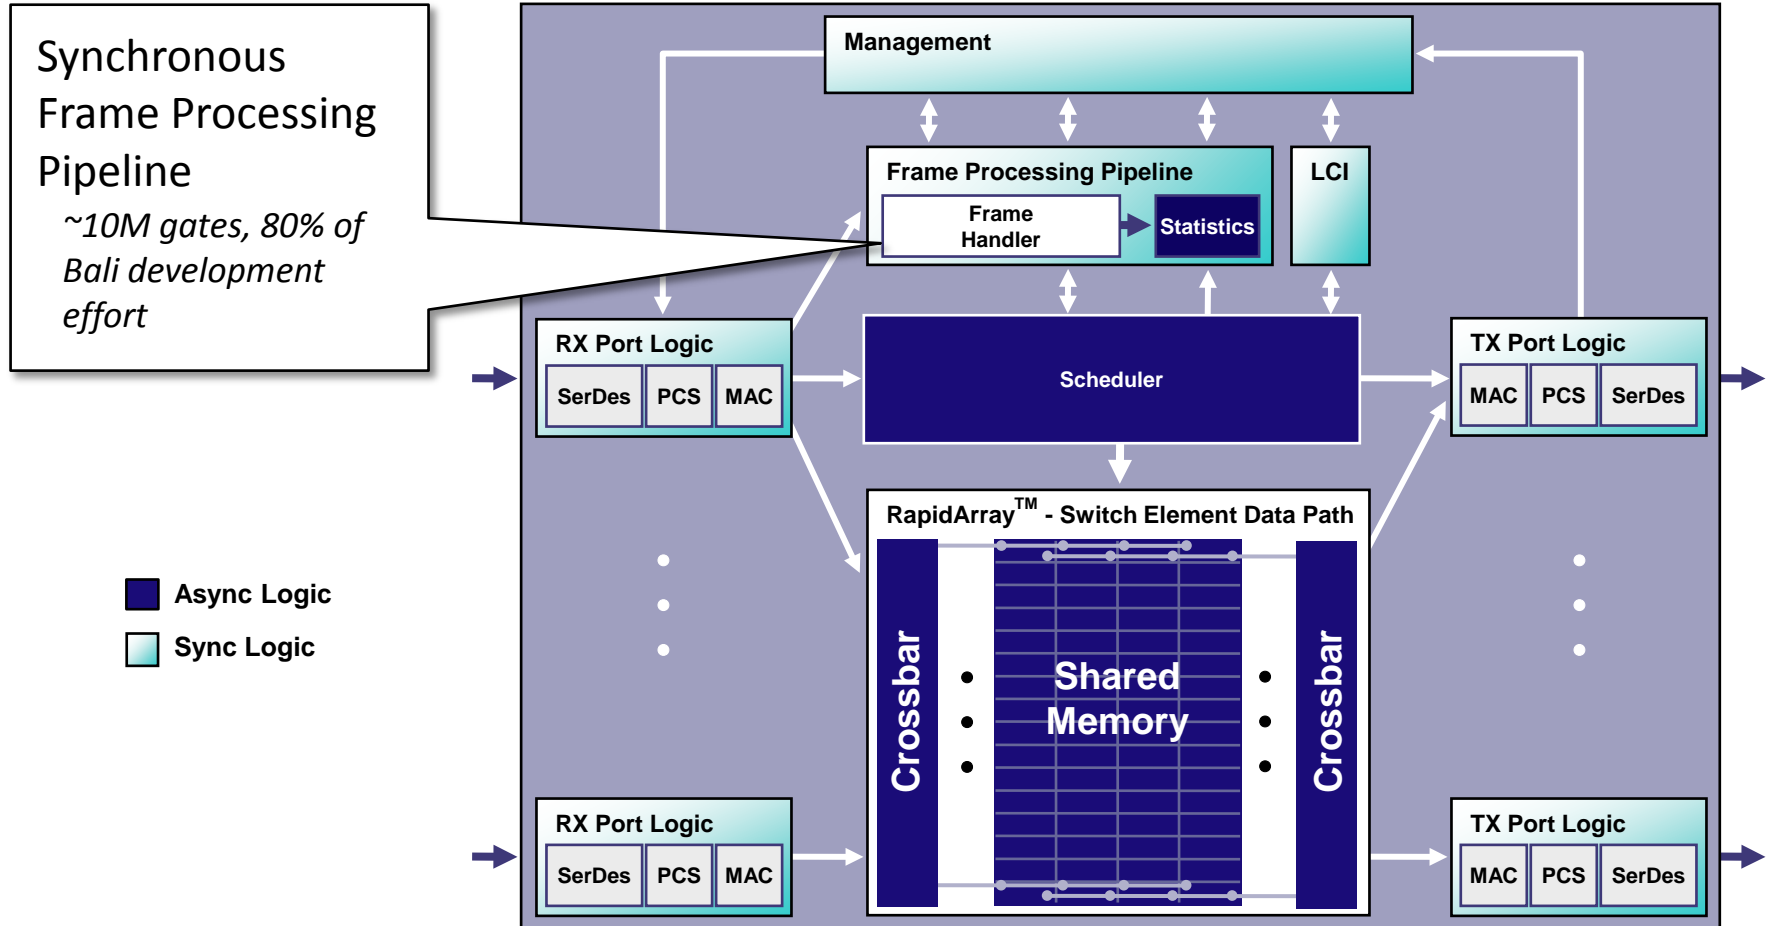 Synchronous
Frame Processing
Pipeline
~10M gates, 80% of
Bali development
effort
Management
Frame Processing Pipeline
Frame
Handler
Statistics
LCI
RX Port Logic
SerDes PCS MAC
Scheduler
TX Port Logic
MAC PCS SerDes
RapidArray™ - Switch Element Data Path
Crossbar
Shared
Memory
Crossbar
Async Logic
Sync Logic
RX Port Logic
SerDes PCS MAC
TX Port Logic
MAC PCS SerDes